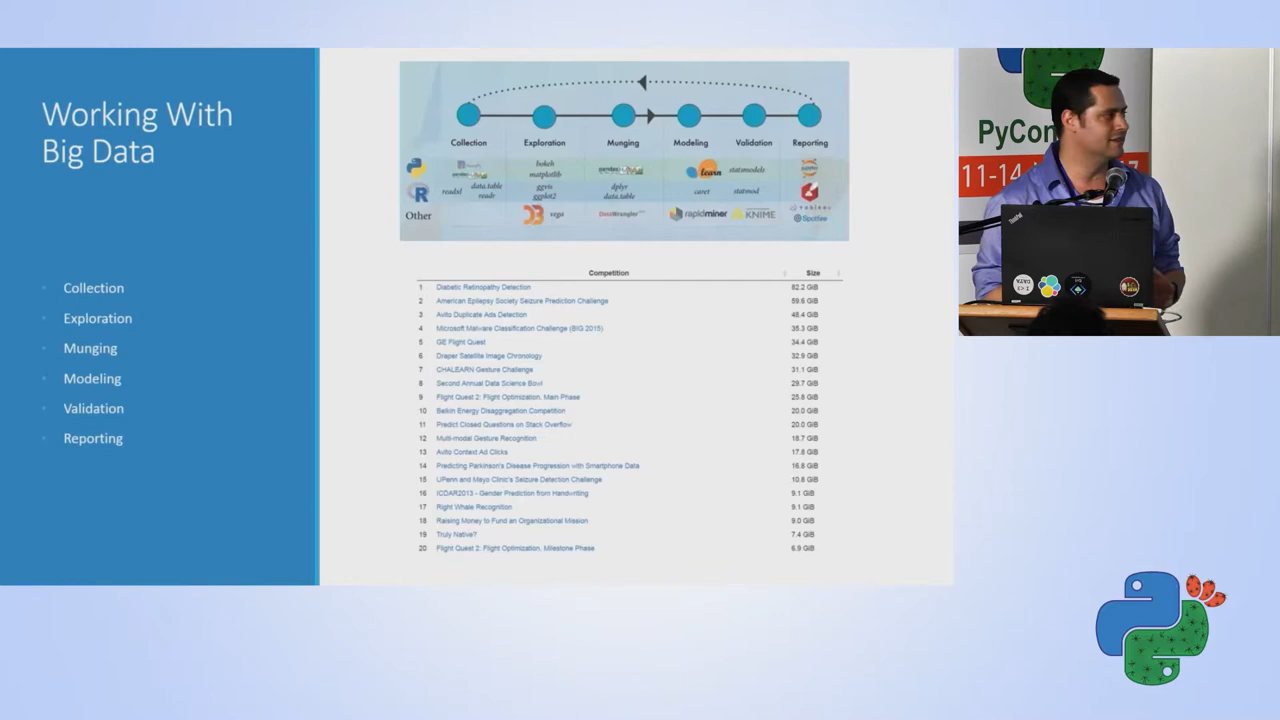 Working With
Big Data
Collection
Exploration
Munging
Modeling
Validation
Reporting
Collection Exploration Munging Modeling Validation Reporting
bokeh
matplotlib
learn
statsmodels
readxl
data.table
readr
ggvis
ggplot2
dplyr
data.table
caret
statmod
Other
vega
DataWrangler
rapidminer
KNIME
tableau
Spotfire
Competition Size
1 Diabetic Retinopathy Detection 82.2 GiB
2 American Epilepsy Society Seizure Prediction Challenge 59.6 GiB
3 Avito Duplicate Ads Detection 48.4 GiB
4 Microsoft Malware Classification Challenge (BIG 2015) 35.3 GiB
5 GE Flight Quest 34.4 GiB
6 Draper Satellite Image Chronology 32.9 GiB
7 CHALEARN Gesture Challenge 31.1 GiB
8 Second Annual Data Science Bowl 29.7 GiB
9 Flight Quest 2: Flight Optimization, Main Phase 25.8 GiB
10 Belkin Energy Disaggregation Competition 20.0 GiB
11 Predict Closed Questions on Stack Overflow 20.0 GiB
12 Multi-modal Gesture Recognition 18.7 GiB
13 Avito Context Ad Clicks 17.8 GiB
14 Predicting Parkinson's Disease Progression with Smartphone Data 16.8 GiB
15 UPenn and Mayo Clinic's Seizure Detection Challenge 10.8 GiB
16 ICDAR2013 - Gender Prediction from Handwriting 9.1 GiB
17 Right Whale Recognition 9.1 GiB
18 Raising Money to Fund an Organizational Mission 9.0 GiB
19 Truly Native? 7.4 GiB
20 Flight Quest 2: Flight Optimization, Milestone Phase 6.9 GiB
PyCon
11-14
7
ThinkPad
DATA